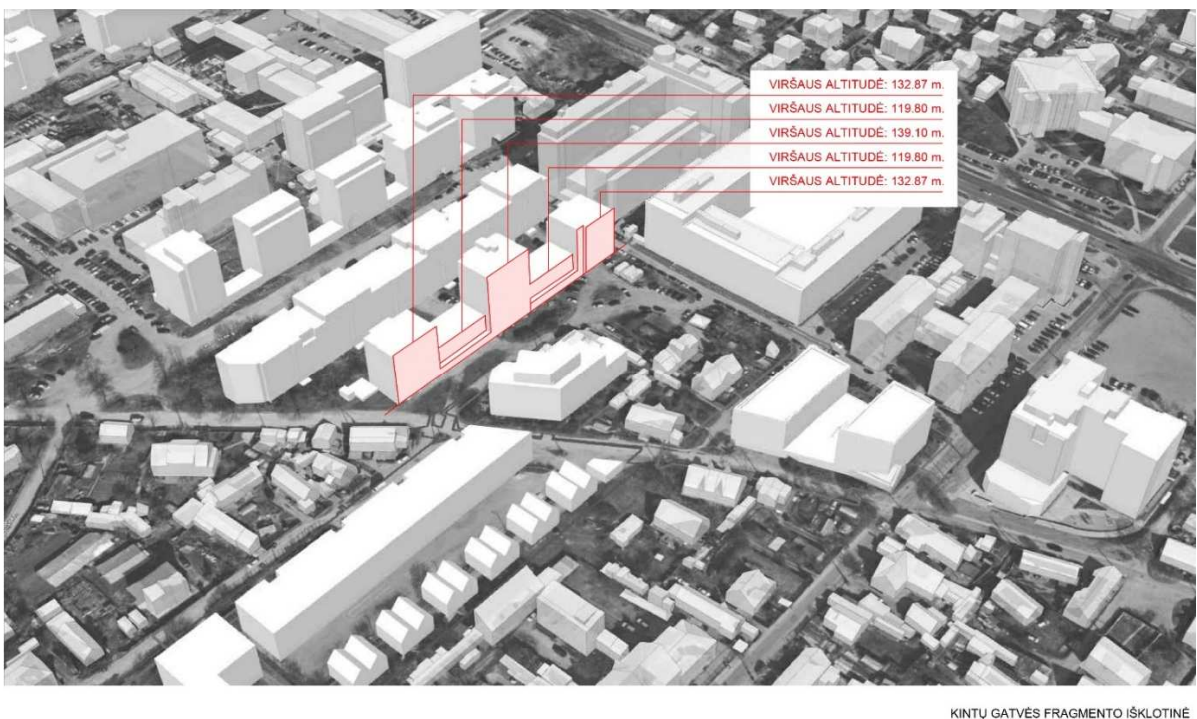 VIRŠAUS ALTITUDĖ: 132.87 m.
VIRŠAUS ALTITUDĖ: 119.80 m.
VIRŠAUS ALTITUDĖ: 139.10 m.
VIRŠAUS ALTITUDĖ: 119.80 m.
VIRŠAUS ALTITUDĖ: 132.87 m.
KINTŲ GATVĖS FRAGMENTO IŠKLOTINĖ